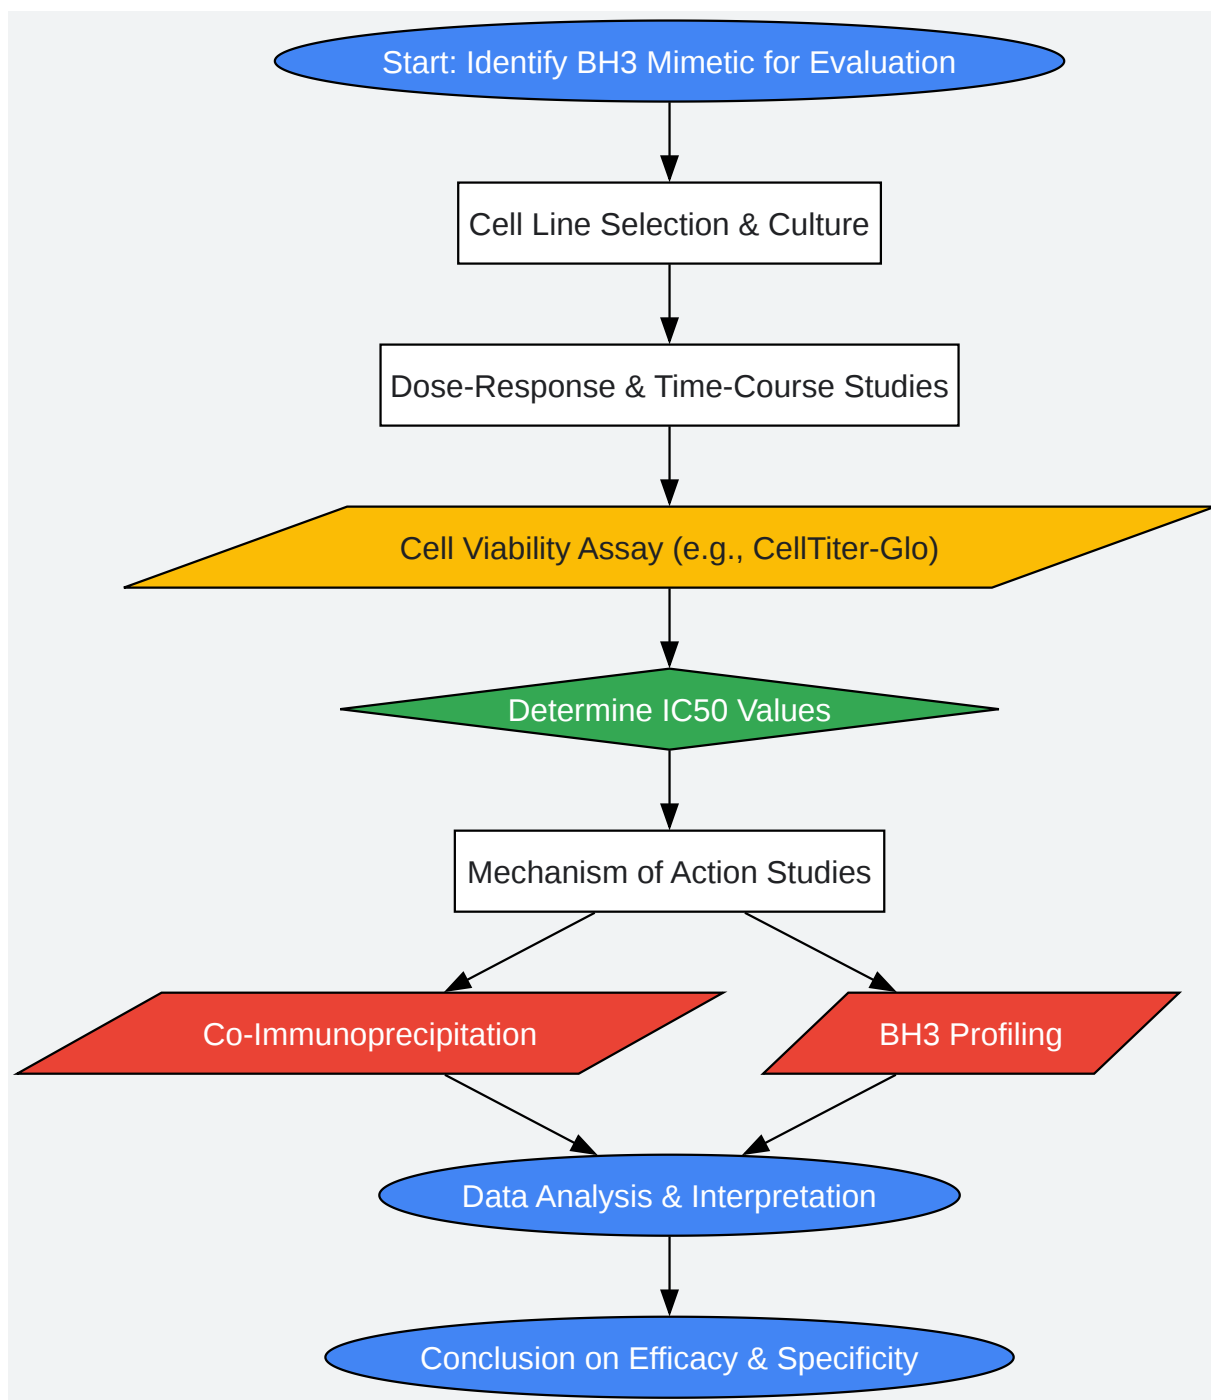 Start: Identify BH3 Mimetic for Evaluation
Cell Line Selection & Culture
Dose-Response & Time-Course Studies
Cell Viability Assay (e.g., CellTiter-Glo)
Determine IC50 Values
Mechanism of Action Studies
Co-Immunoprecipitation
BH3 Profiling
Data Analysis & Interpretation
Conclusion on Efficacy & Specificity